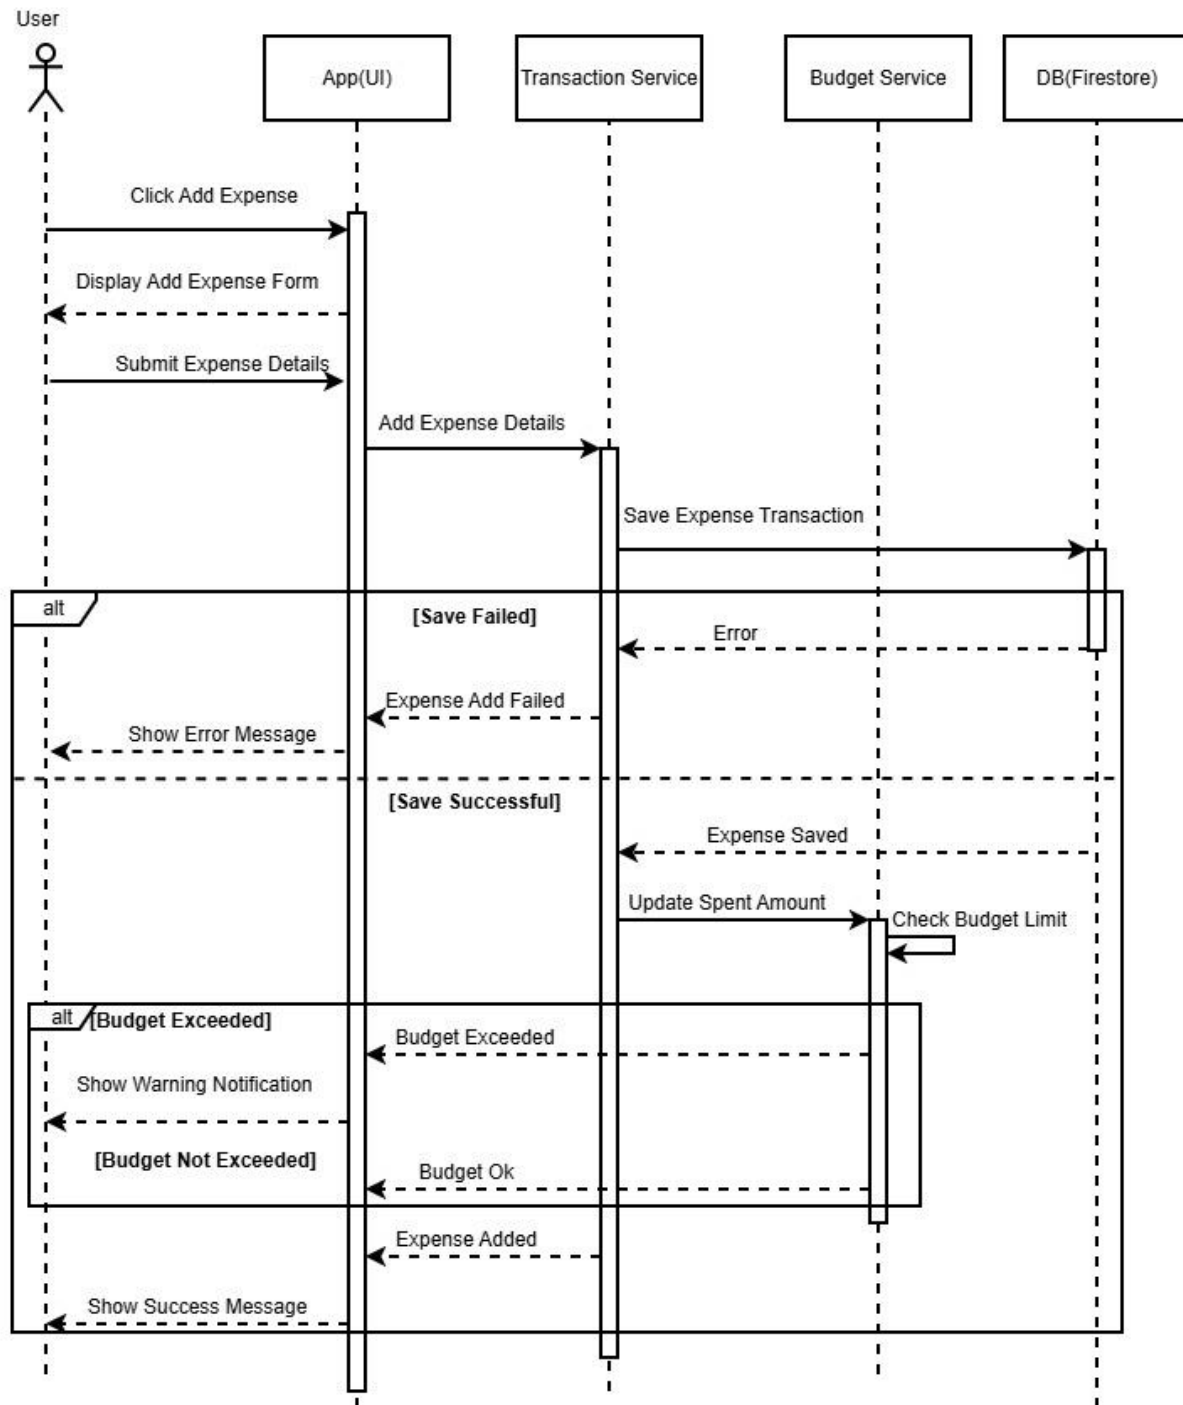 User
App(UI)
Transaction Service
Budget Service
DB(Firestore)
Click Add Expense
Display Add Expense Form
Submit Expense Details
Add Expense Details
Save Expense Transaction
alt
[Save Failed]
Error
Expense Add Failed
Show Error Message
[Save Successful]
Expense Saved
Update Spent Amount
Check Budget Limit
alt
[Budget Exceeded]
Budget Exceeded
Show Warning Notification
[Budget Not Exceeded]
Budget Ok
Expense Added
Show Success Message